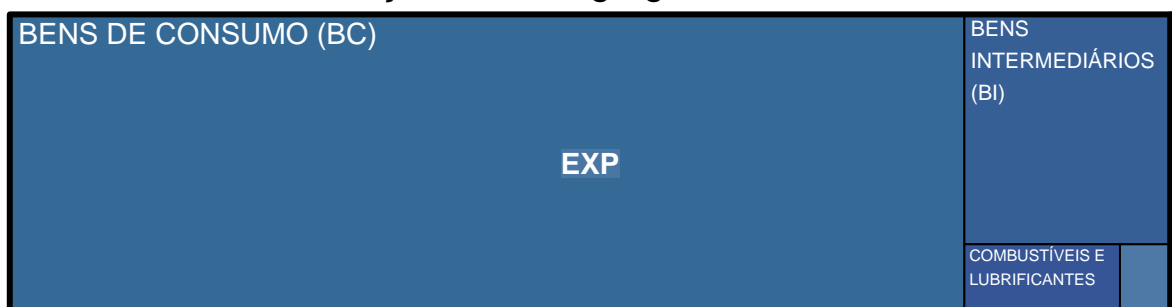 BENS DE CONSUMO (BC)
BENS
INTERMEDIÁRIOS
(BI)
EXP
COMBUSTÍVEIS E
LUBRIFICANTES